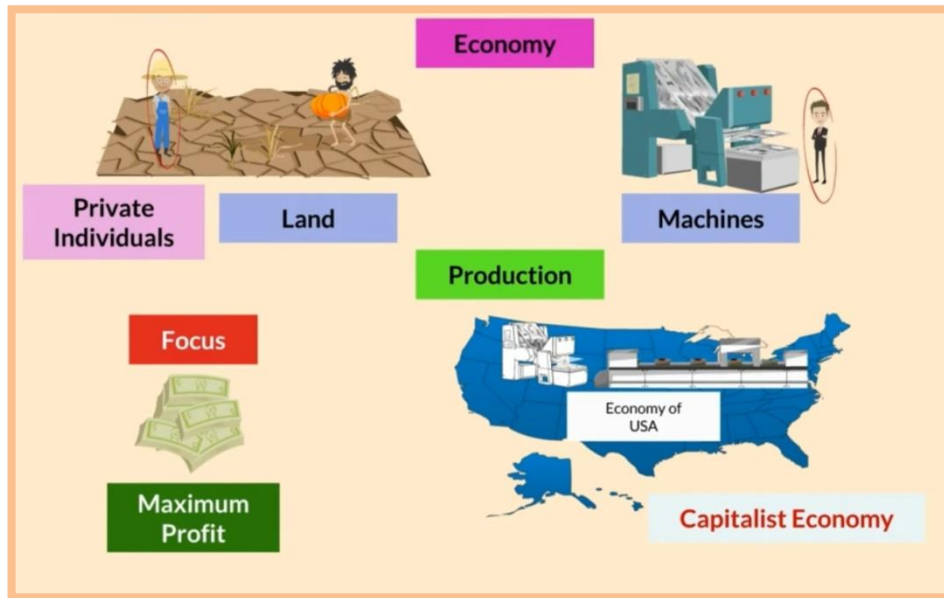 Economy
Private
Individuals
Land
Machines
Production
Focus
Economy of
USA
Maximum
Profit
Capitalist Economy